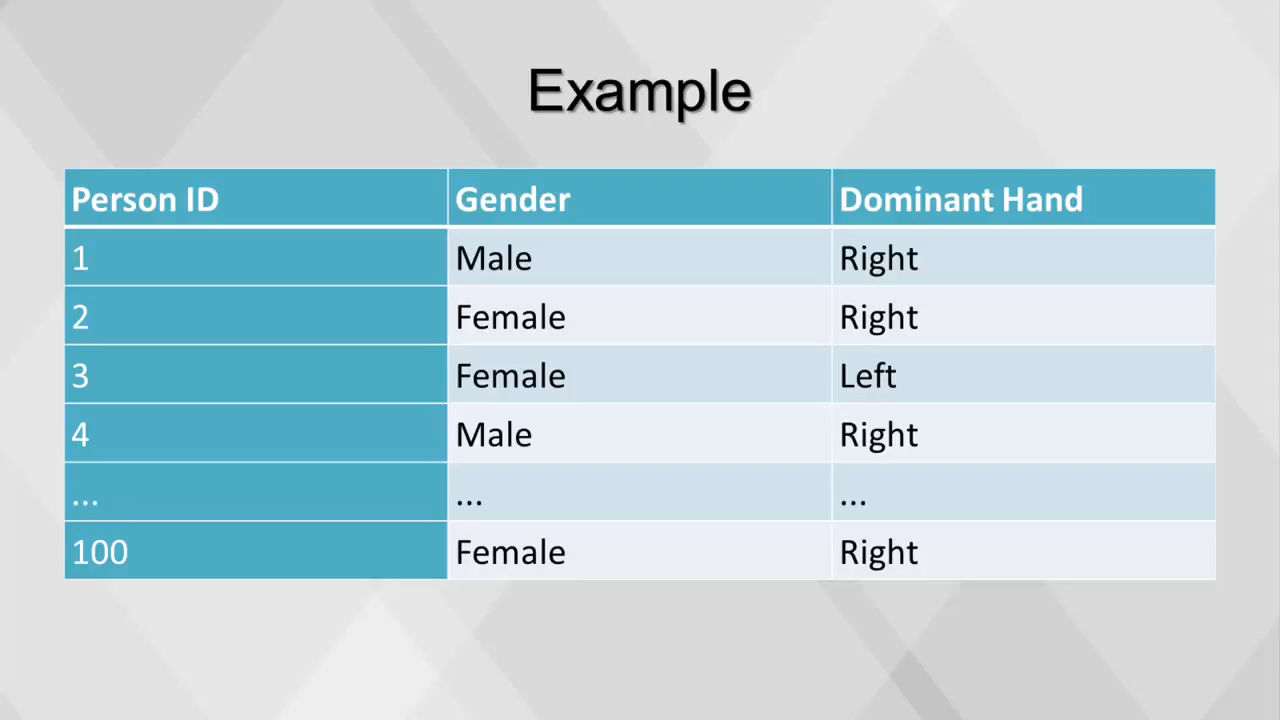 Example
Person ID Gender Dominant Hand
1 Male Right
2 Female Right
3 Female Left
4 Male Right
... ... ...
100 Female Right